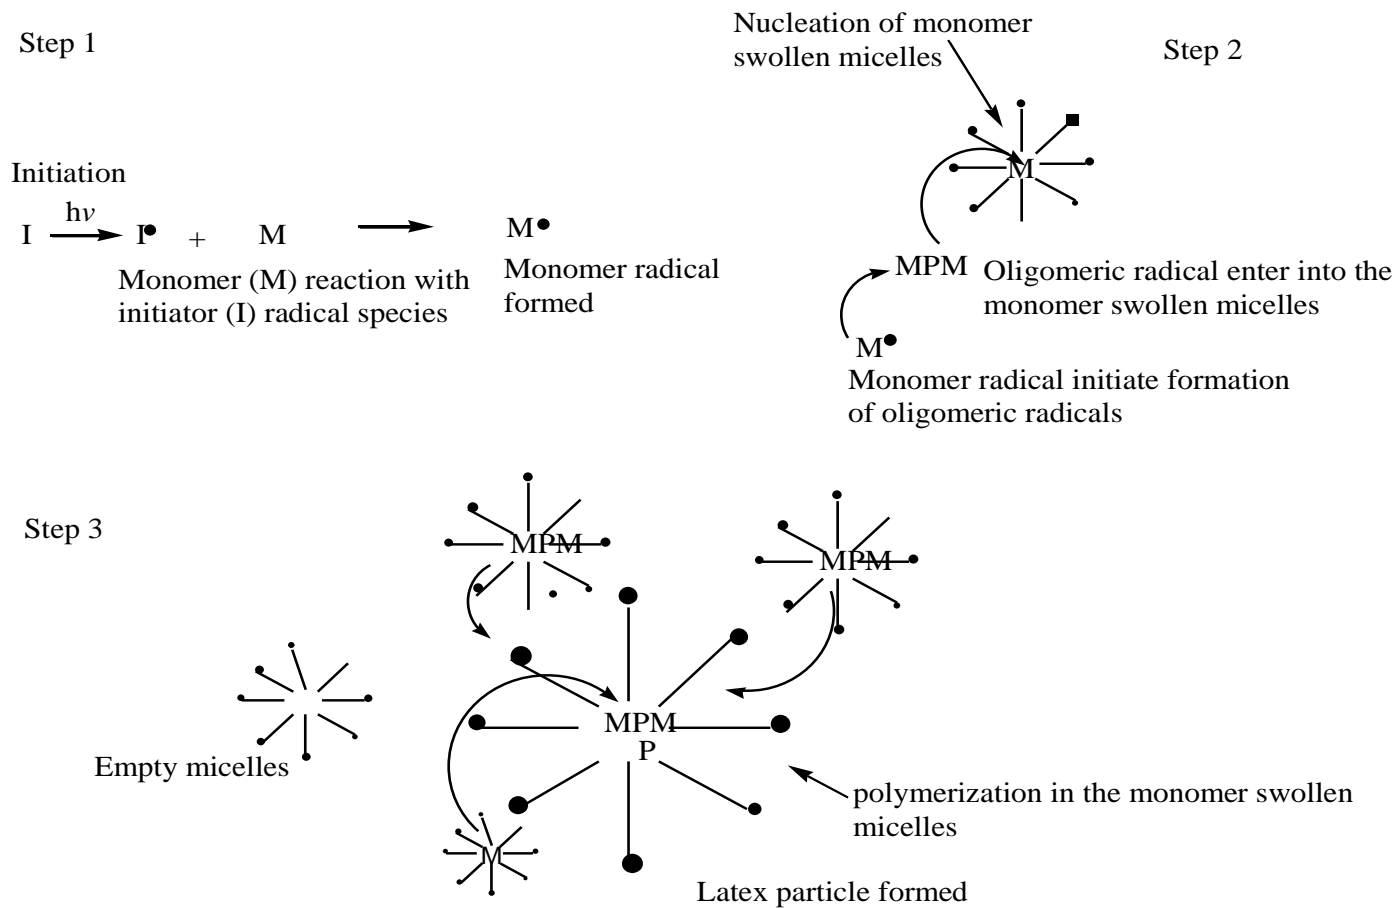 Step 1
Initiation
hν
I
I•
+
M
M•
Monomer (M) reaction with
initiator (I) radical species
Monomer radical
formed
Nucleation of monomer
swollen micelles
Step 2
M
MPM
Oligomeric radical enter into the
monomer swollen micelles
M•
Monomer radical initiate formation
of oligomeric radicals
Step 3
MPM
MPM
MPM
P
Empty micelles
M
polymerization in the monomer swollen
micelles
Latex particle formed